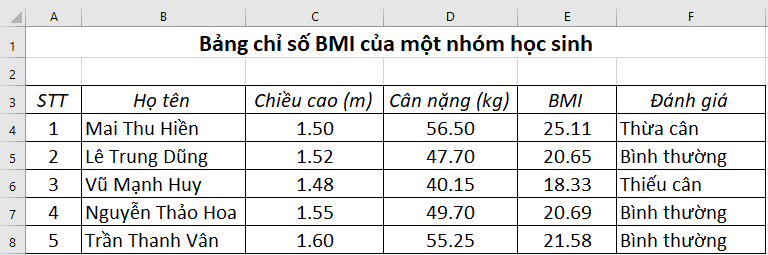 A B C D E F
1 Bảng chỉ số BMI của một nhóm học sinh
2
3 STT Họ tên Chiều cao (m) Cân nặng (kg) BMI Đánh giá
4 1 Mai Thu Hiền 1.50 56.50 25.11 Thừa cân
5 2 Lê Trung Dũng 1.52 47.70 20.65 Bình thường
6 3 Vũ Mạnh Huy 1.48 40.15 18.33 Thiếu cân
7 4 Nguyễn Thảo Hoa 1.55 49.70 20.69 Bình thường
8 5 Trần Thanh Vân 1.60 55.25 21.58 Bình thường